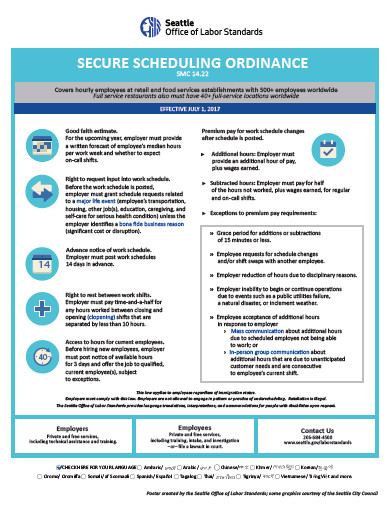 Seattle
Office of Labor Standards
SECURE SCHEDULING ORDINANCE
SMC 14.22
Covers hourly employees at retail and food services establishments with 500+ employees worldwide
Full service restaurants also must have 40+ full-service locations worldwide
EFFECTIVE JULY 1, 2017
Good faith estimate.
For the upcoming year, employer must provide
a written forecast of employee's median hours
per work week and whether to expect
on-call shifts.
Right to request input into work schedule.
Before the work schedule is posted,
employer must grant schedule requests related
to a major life event (employee's transportation,
housing, other job(s), education, caregiving, and
self-care for serious health condition) unless the
employer identifies a bona fide business reason
(significant cost or disruption).
14
Advance notice of work schedule.
Employer must post work schedules
14 days in advance.
Right to rest between work shifts.
Employer must pay time-and-a-half for
any hours worked between closing and
opening (clopening) shifts that are
separated by less than 10 hours.
40
Access to hours for current employees.
Before hiring new employees, employer
must post notice of available hours
for 3 days and offer the job to qualified,
current employee(s), subject
to exceptions.
Premium pay for work schedule changes
after schedule is posted.
► Additional hours: Employer must
provide an additional hour of pay,
plus wages earned.
► Subtracted hours: Employer must pay for half
of the hours not worked, plus wages earned, for regular
and on-call shifts.
► Exceptions to premium pay requirements:
» Grace period for additions or subtractions
of 15 minutes or less.
» Employee requests for schedule changes
and/or shift swaps with another employee.
» Employer reduction of hours due to disciplinary reasons.
» Employer inability to begin or continue operations
due to events such as a public utilities failure,
a natural disaster, or inclement weather.
» Employee acceptance of additional hours
in response to employer
› Mass communication about additional hours
due to scheduled employee not being able
to work; or
› In-person group communication about
additional hours that are due to unanticipated
customer needs and are consecutive
to employee's current shift.
This law applies to employees regardless of immigration status.
Employers must comply with this law. Employers are not allowed to engage in pattern or practice of underscheduling. Retaliation is illegal.
The Seattle Office of Labor Standards provides language translations, interpretations, and accommodations for people with disabilities upon request.
Employers
Private and free services,
including technical assistance and training.
Employees
Private and free services,
including training, intake, and investigation
—or—file a lawsuit in court.
Contact Us
206-684-4500
www.seattle.gov/laborstandards
CHECK HERE FOR YOUR LANGUAGE Amharic/ Arabic/ Chinese/中文 Khmer/ Korean/한국어
Oromo/ Oromiffa Somali/ af Soomaali Spanish/ Español Tagalog Thai/ Tigrinya/ Vietnamese/ Tiếng Việt and more
Poster created by the Seattle Office of Labor Standards; some graphics courtesy of the Seattle City Council